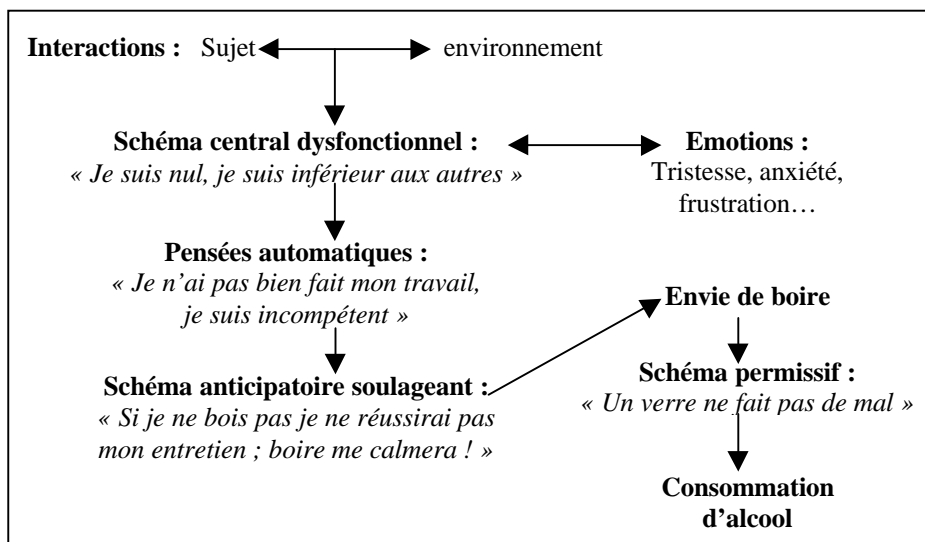 Interactions : Sujet environnement
Schéma central dysfonctionnel :
« Je suis nul, je suis inférieur aux autres »
Emotions :
Tristesse, anxiété,
frustration…
Pensées automatiques :
« Je n’ai pas bien fait mon travail,
je suis incompétent »
Schéma anticipatoire soulageant :
« Si je ne bois pas je ne réussirai pas
mon entretien ; boire me calmera ! »
Envie de boire
Schéma permissif :
« Un verre ne fait pas de mal »
Consommation
d’alcool